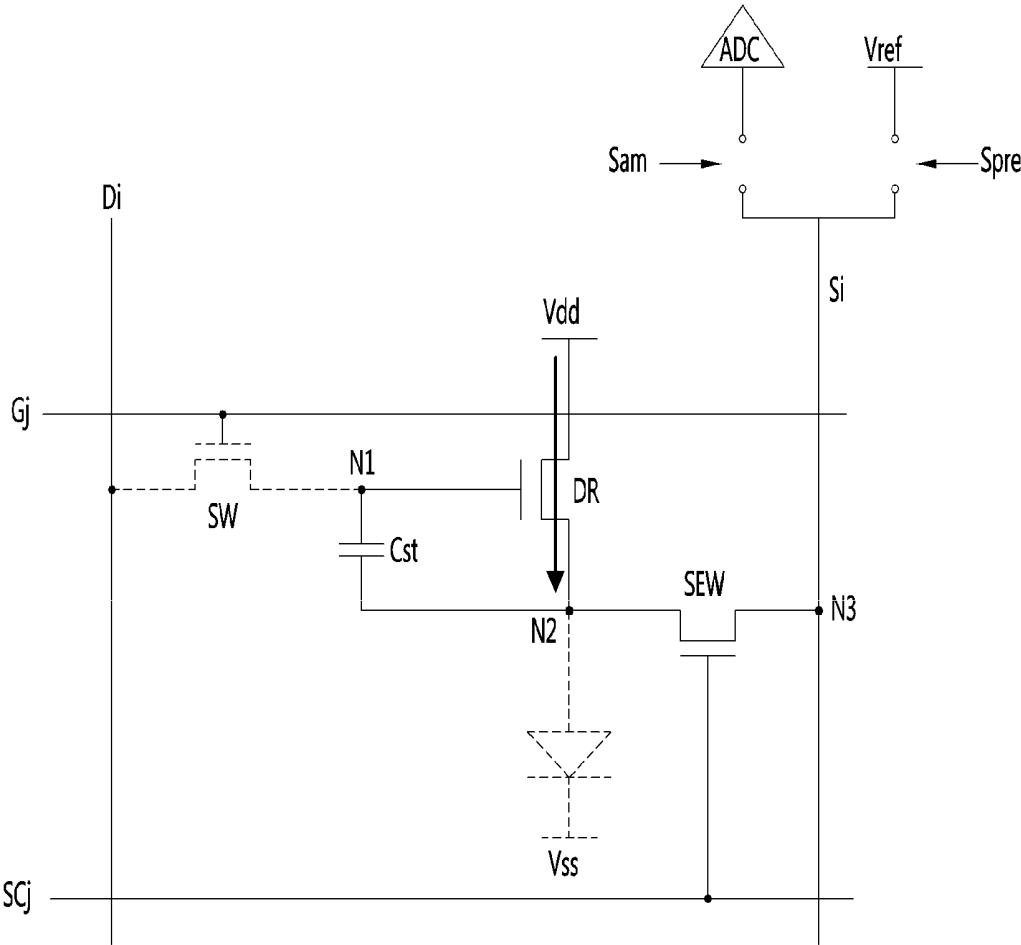 ADC
Vref
Sam
Spre
Di
Si
Vdd
Gj
N1
DR
SW
Cst
SEW
N3
N2
Vss
SCj